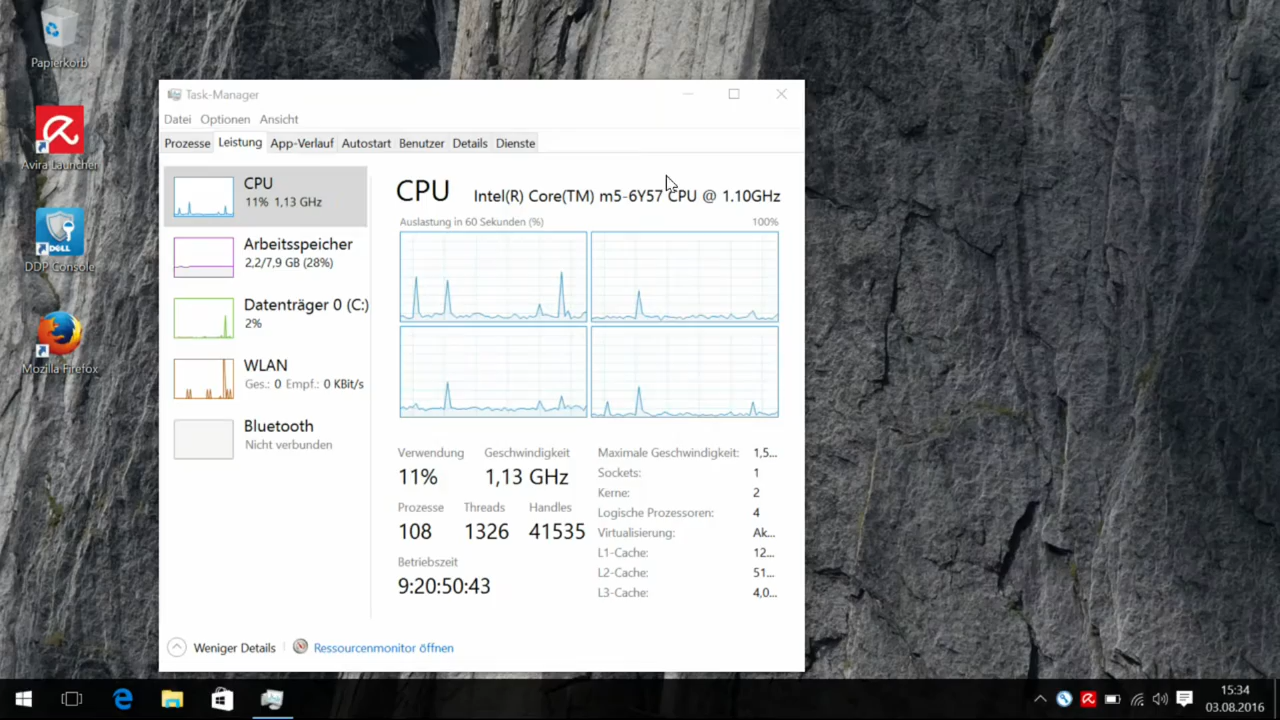 Papierkorb
Avira Launcher
DELL
DDP Console
Mozilla Firefox
Task-Manager
Datei Optionen Ansicht
Prozesse Leistung App-Verlauf Autostart Benutzer Details Dienste
CPU
11% 1,13 GHz
Arbeitsspeicher
2,2/7,9 GB (28%)
Datenträger 0 (C:)
2%
WLAN
Ges.: 0 Empf.: 0 KBit/s
Bluetooth
Nicht verbunden
CPU Intel(R) Core(TM) m5-6Y57 CPU @ 1.10GHz
Auslastung in 60 Sekunden (%) 100%
Verwendung Geschwindigkeit
11% 1,13 GHz
Prozesse Threads Handles
108 1326 41535
Betriebszeit
9:20:50:43
Maximale Geschwindigkeit: 1,5...
Sockets: 1
Kerne: 2
Logische Prozessoren: 4
Virtualisierung: Ak...
L1-Cache: 12...
L2-Cache: 51...
L3-Cache: 4,0...
Weniger Details Ressourcenmonitor öffnen
15:34
03.08.2016